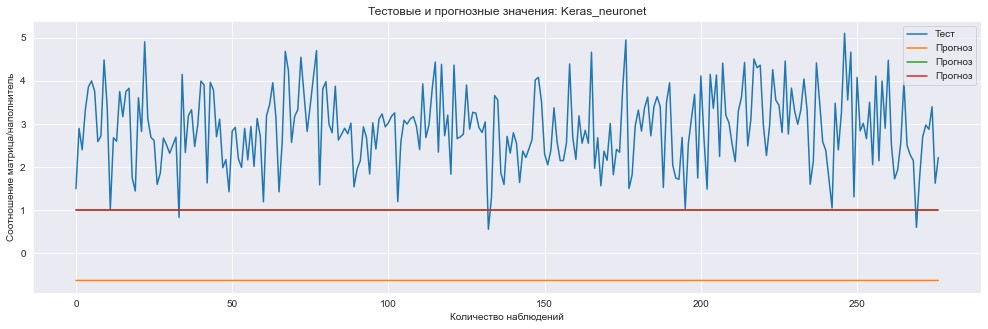 Тестовые и прогнозные значения: Keras_neuronet
Соотношение матрица/наполнитель
5
4
3
2
1
0
Тест
Прогноз
Прогноз
Прогноз
0
50
100
150
200
250
Количество наблюдений